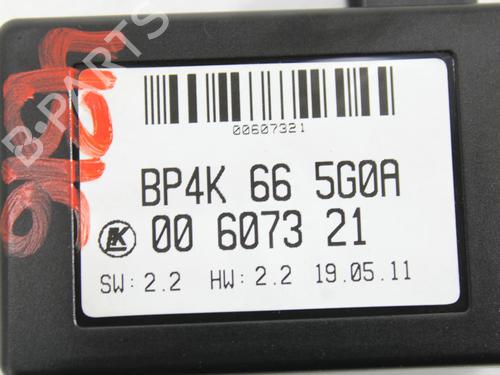 B-PARTS
00607321
BP4K 66 5G0A
00 6073 21
SW: 2.2 HW: 2.2 19.05.11